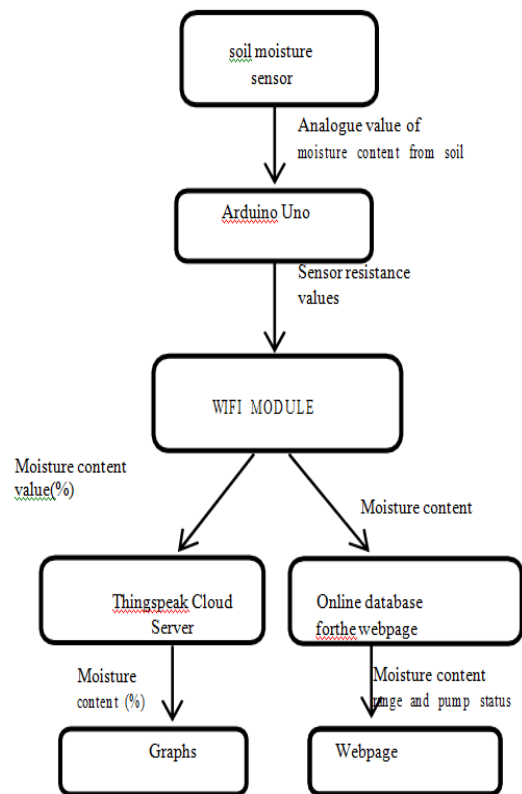 soil moisture
sensor
Analogue value of
moisture content from soil
Arduino Uno
Sensor resistance
values
WIFI MODULE
Moisture content
value(%)
Moisture content
Thingspeak Cloud
Server
Online database
forthe webpage
Moisture
content (%)
Moisture content
range and pump status
Graphs
Webpage